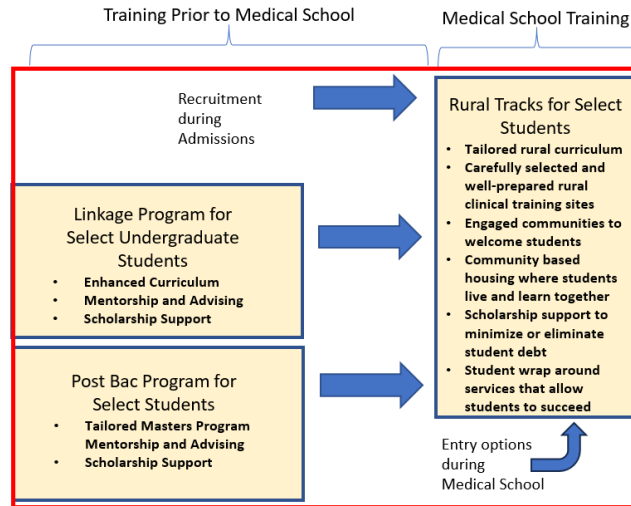 Training Prior to Medical School
Medical School Training
Recruitment
during
Admissions
Rural Tracks for Select
Students
• Tailored rural curriculum
• Carefully selected and
well-prepared rural
clinical training sites
• Engaged communities to
welcome students
• Community based
housing where students
live and learn together
• Scholarship support to
minimize or eliminate
student debt
• Student wrap around
services that allow
students to succeed
Linkage Program for
Select Undergraduate
Students
• Enhanced Curriculum
• Mentorship and Advising
• Scholarship Support
Post Bac Program for
Select Students
• Tailored Masters Program
Mentorship and Advising
• Scholarship Support
Entry options
during
Medical School